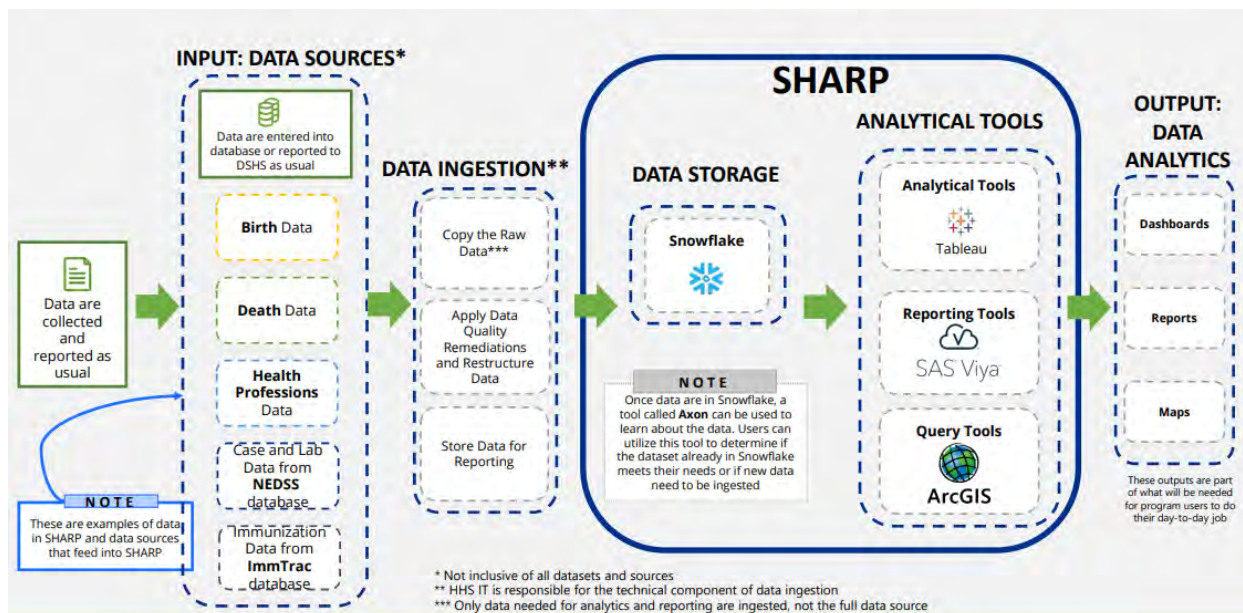 INPUT: DATA SOURCES*
Data are entered into
database or reported to
DSHS as usual
Birth Data
Death Data
Health
Professions
Data
Case and Lab
Data from
NEDSS
database
Immunization
Data from
ImmTrac
database
Data are
collected
and
reported as
usual
NOTE
These are examples of data
in SHARP and data sources
that feed into SHARP
DATA INGESTION**
Copy the Raw
Data***
Apply Data
Quality
Remediations
and Restructure
Data
Store Data for
Reporting
SHARP
DATA STORAGE
Snowflake
NOTE
Once data are in Snowflake, a
tool called Axon can be used to
learn about the data. Users can
utilize this tool to determine if
the dataset already in Snowflake
meets their needs or if new data
need to be ingested
ANALYTICAL TOOLS
Analytical Tools
Tableau
Reporting Tools
SAS Viya
Query Tools
ArcGIS
OUTPUT:
DATA
ANALYTICS
Dashboards
Reports
Maps
These outputs are part
of what will be needed
for program users to do
their day-to-day job
* Not inclusive of all datasets and sources
** HHS IT is responsible for the technical component of data ingestion
*** Only data needed for analytics and reporting are ingested, not the full data source